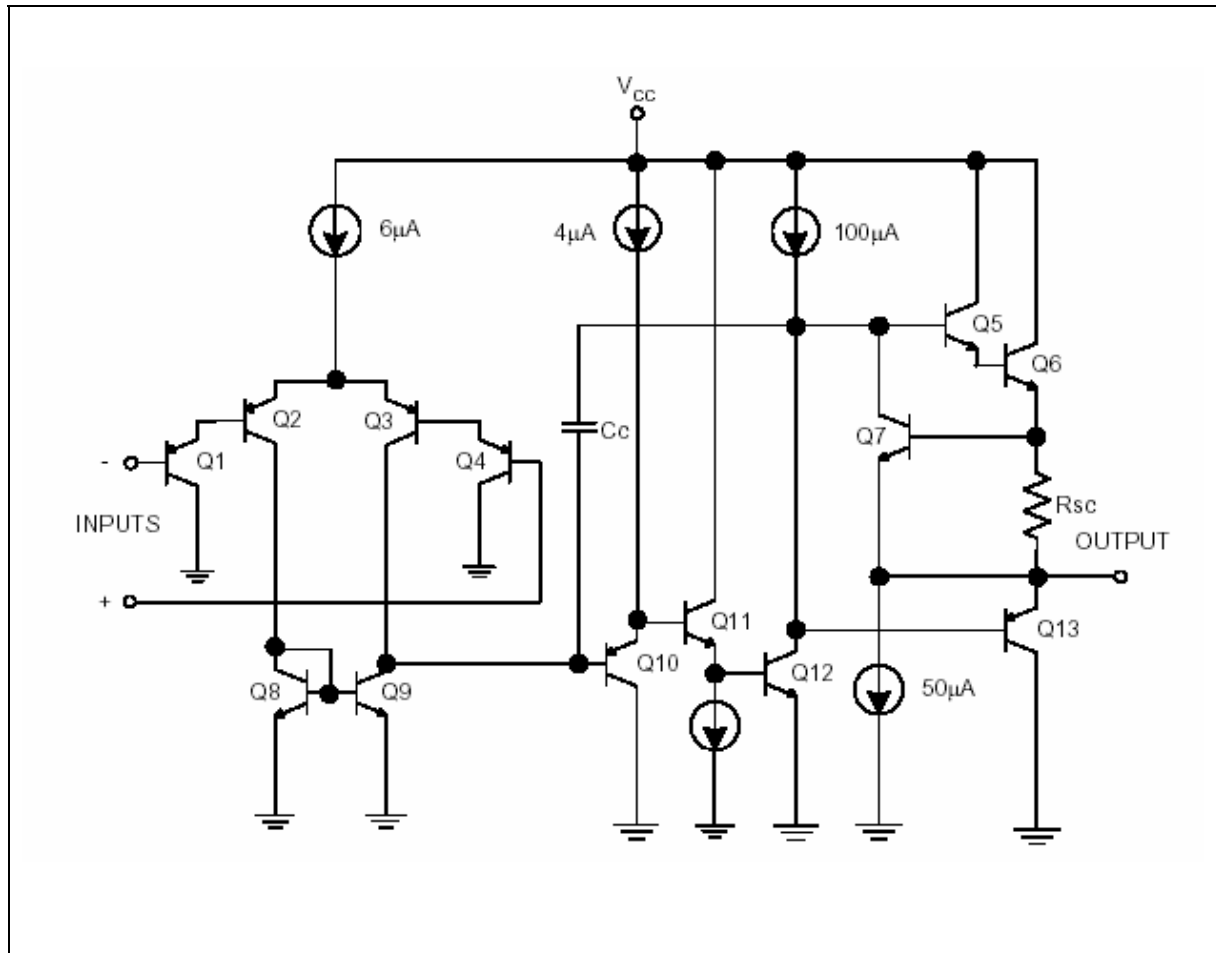 Vcc
6μA
4μA
100μA
Q5
Q6
Q2
Q3
Cc
Q7
-
Q1
Q4
Rsc
INPUTS
OUTPUT
+
Q11
Q13
Q10
Q12
Q8
Q9
50μA